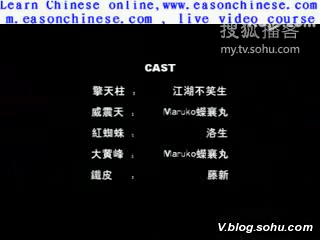 Learn Chinese online,www.easonchinese.com
m.easonchinese.com , live video course
搜狐播客
my.tv.sohu.com
CAST
擎天柱 : 江湖不笑生
威震天 : Maruko蝾襄丸
紅蜘蛛 : 洛生
大黄峰 : Maruko蝾襄丸
鐵皮 : 藤新
V.blog.sohu.com